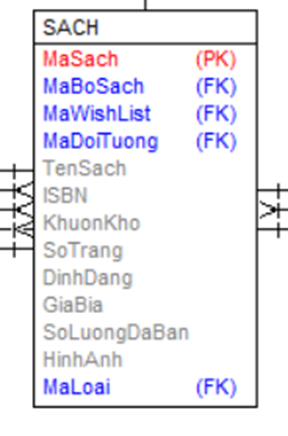 SACH
MaSach (PK)
MaBoSach (FK)
MaWishList (FK)
MaDoiTuong (FK)
TenSach
ISBN
KhuonKho
SoTrang
DinhDang
GiaBia
SoLuongDaBan
HinhAnh
MaLoai (FK)